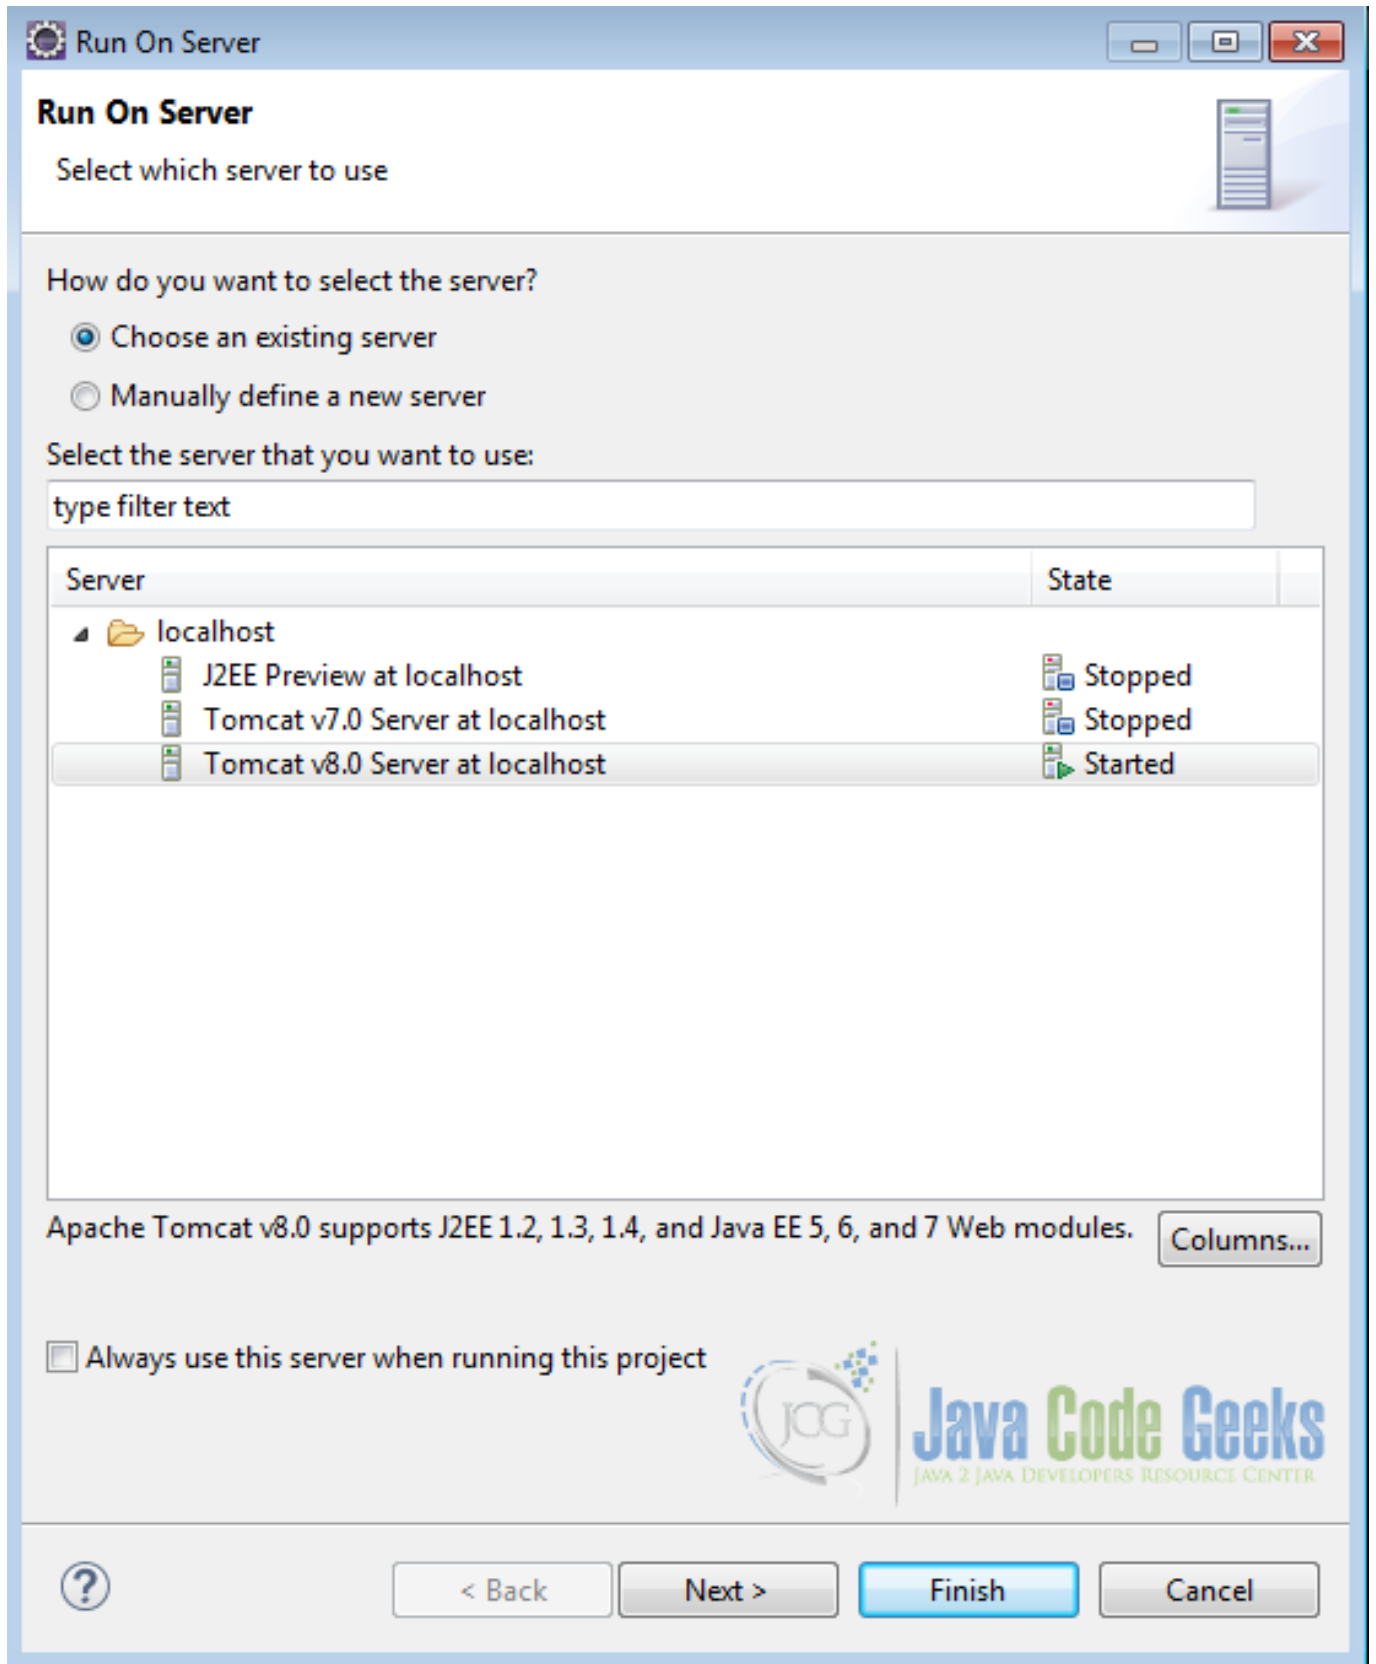 Run On Server
Run On Server
Select which server to use
How do you want to select the server?
Choose an existing server
Manually define a new server
Select the server that you want to use:
type filter text
Server State
localhost
J2EE Preview at localhost Stopped
Tomcat v7.0 Server at localhost Stopped
Tomcat v8.0 Server at localhost Started
Apache Tomcat v8.0 supports J2EE 1.2, 1.3, 1.4, and Java EE 5, 6, and 7 Web modules.
Columns...
Always use this server when running this project
JCG
Java Code Geeks
JAVA 2 JAVA DEVELOPERS RESOURCE CENTER
? < Back Next > Finish Cancel